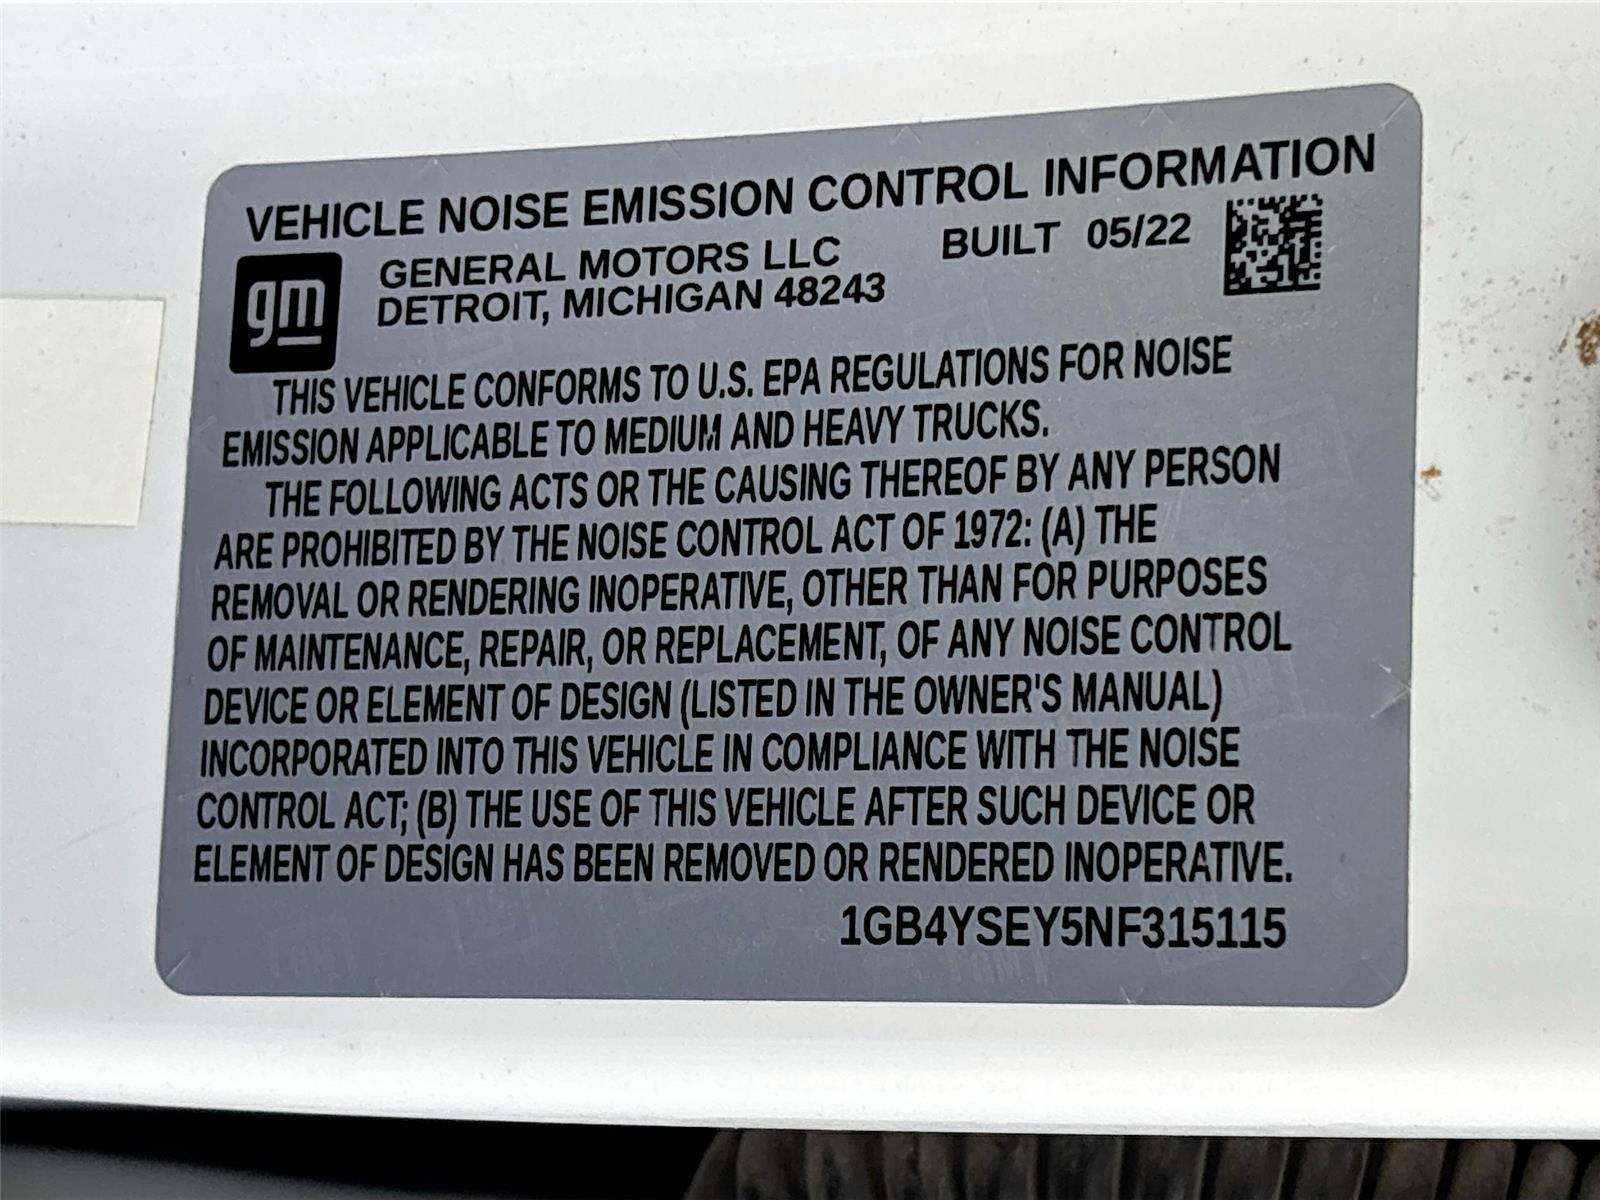 VEHICLE NOISE EMISSION CONTROL INFORMATION
gm
GENERAL MOTORS LLC
DETROIT, MICHIGAN 48243
BUILT 05/22
THIS VEHICLE CONFORMS TO U.S. EPA REGULATIONS FOR NOISE
EMISSION APPLICABLE TO MEDIUM AND HEAVY TRUCKS.
THE FOLLOWING ACTS OR THE CAUSING THEREOF BY ANY PERSON
ARE PROHIBITED BY THE NOISE CONTROL ACT OF 1972: (A) THE
REMOVAL OR RENDERING INOPERATIVE, OTHER THAN FOR PURPOSES
OF MAINTENANCE, REPAIR, OR REPLACEMENT, OF ANY NOISE CONTROL
DEVICE OR ELEMENT OF DESIGN (LISTED IN THE OWNER'S MANUAL)
INCORPORATED INTO THIS VEHICLE IN COMPLIANCE WITH THE NOISE
CONTROL ACT; (B) THE USE OF THIS VEHICLE AFTER SUCH DEVICE OR
ELEMENT OF DESIGN HAS BEEN REMOVED OR RENDERED INOPERATIVE.
1GB4YSEY5NF315115